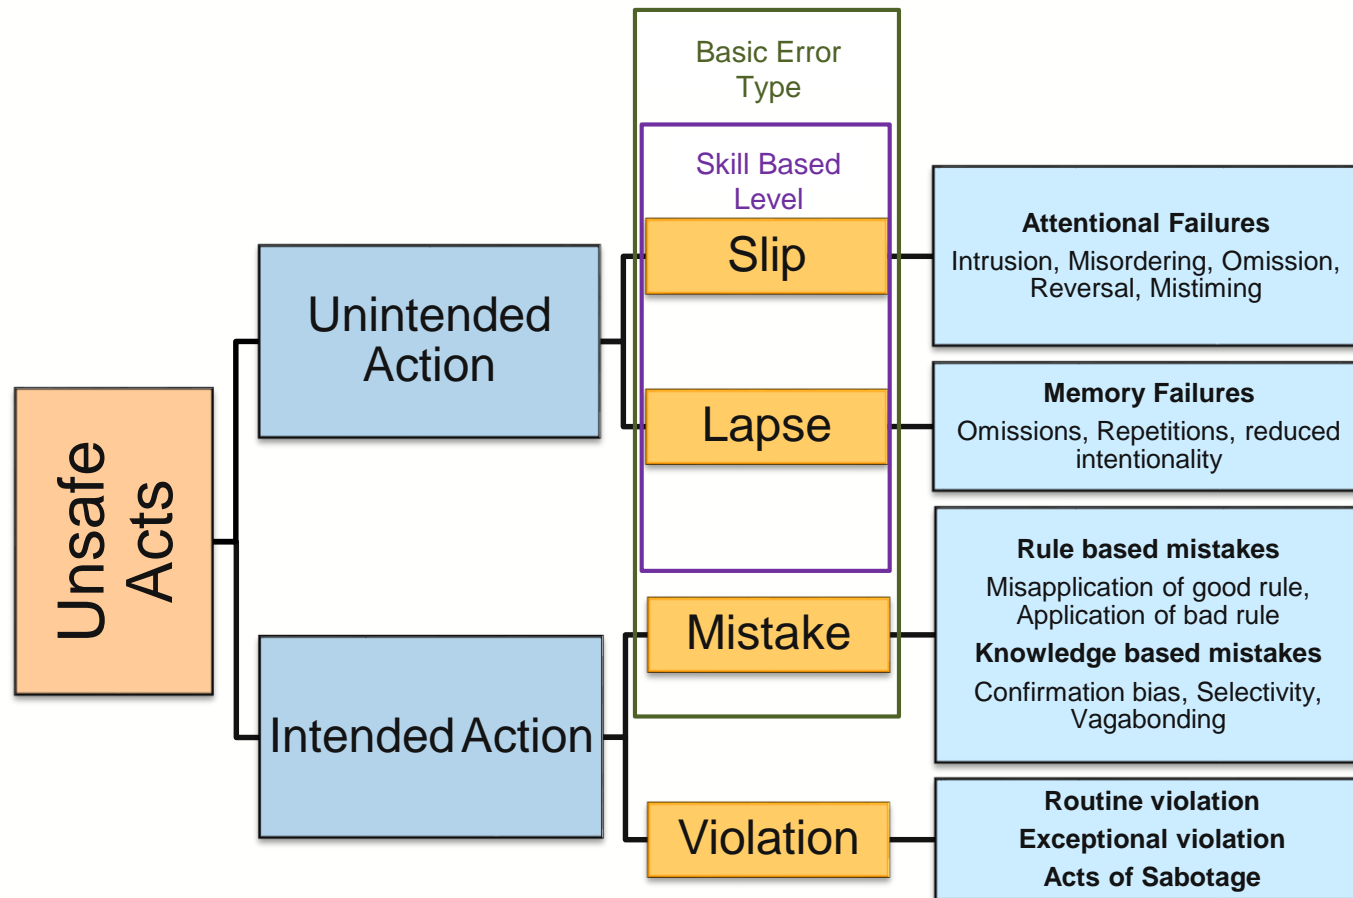 Basic Error
Type
Skill Based
Level
Unsafe
Acts
Unintended
Action
Intended Action
Slip
Lapse
Mistake
Violation
Attentional Failures
Intrusion, Misordering, Omission,
Reversal, Mistiming
Memory Failures
Omissions, Repetitions, reduced
intentionality
Rule based mistakes
Misapplication of good rule,
Application of bad rule
Knowledge based mistakes
Confirmation bias, Selectivity,
Vagabonding
Routine violation
Exceptional violation
Acts of Sabotage